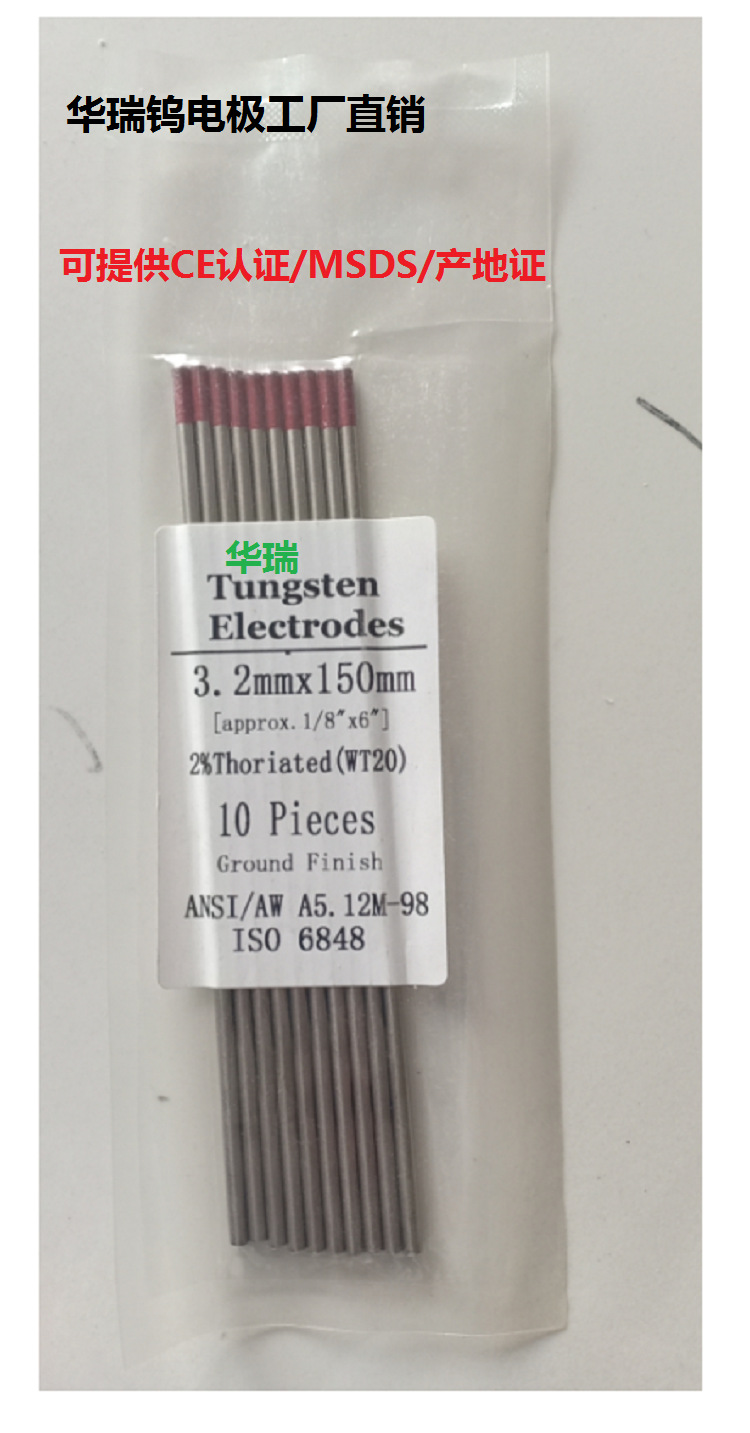 华瑞钨电极工厂直销
可提供CE认证/MSDS/产地证
华瑞
Tungsten
Electrodes
3.2mmx150mm
[approx.1/8″x6″]
2%Thoriated(WT20)
10 Pieces
Ground Finish
ANSI/AW A5.12M-98
ISO 6848